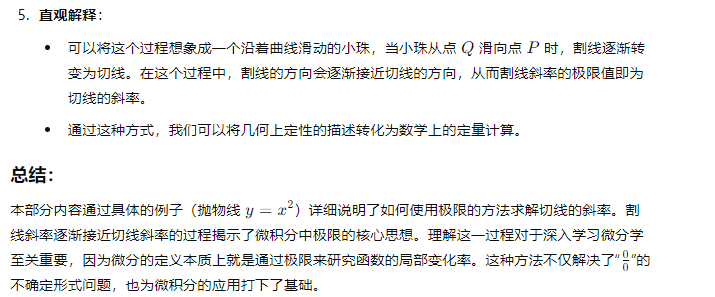 5. 直观解释：
• 可以将这个过程想象成一个沿着曲线滑动的小珠，当小珠从点 Q 滑向点 P 时，割线逐渐转
变为切线。在这个过程中，割线的方向会逐渐接近切线的方向，从而割线斜率的极限值即为
切线的斜率。
• 通过这种方式，我们可以将几何上定性的描述转化为数学上的定量计算。
总结：
本部分内容通过具体的例子（抛物线 y = x²）详细说明了如何使用极限的方法求解切线的斜率。割
线斜率逐渐接近切线斜率的过程揭示了微积分中极限的核心思想。理解这一过程对于深入学习微分学
至关重要，因为微分的定义本质上就是通过极限来研究函数的局部变化率。这种方法不仅解决了"0/0"的
不确定形式问题，也为微积分的应用打下了基础。